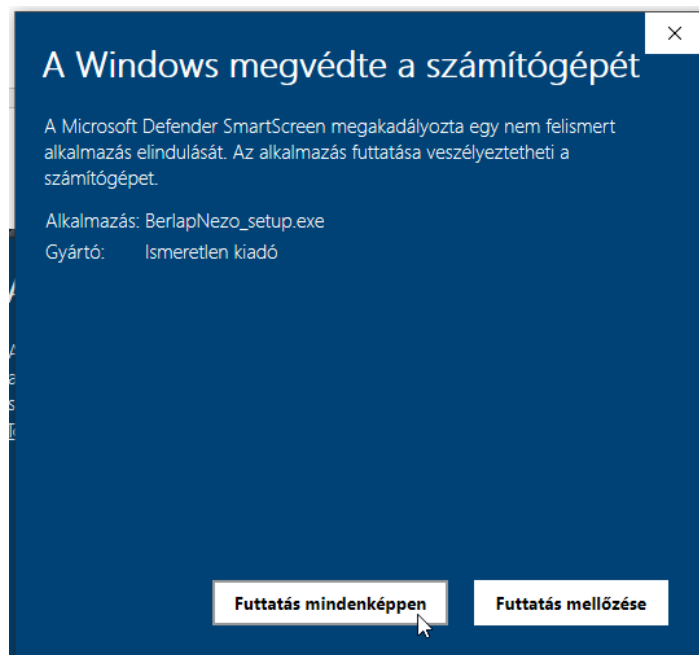 A Windows megvédte a számítógépét
A Microsoft Defender SmartScreen megakadályozta egy nem felismert
alkalmazás elindulását. Az alkalmazás futtatása veszélyeztetheti a
számítógépet.
Alkalmazás: BerlapNezo_setup.exe
Gyártó: Ismeretlen kiadó
Futtatás mindenképpen
Futtatás mellőzése